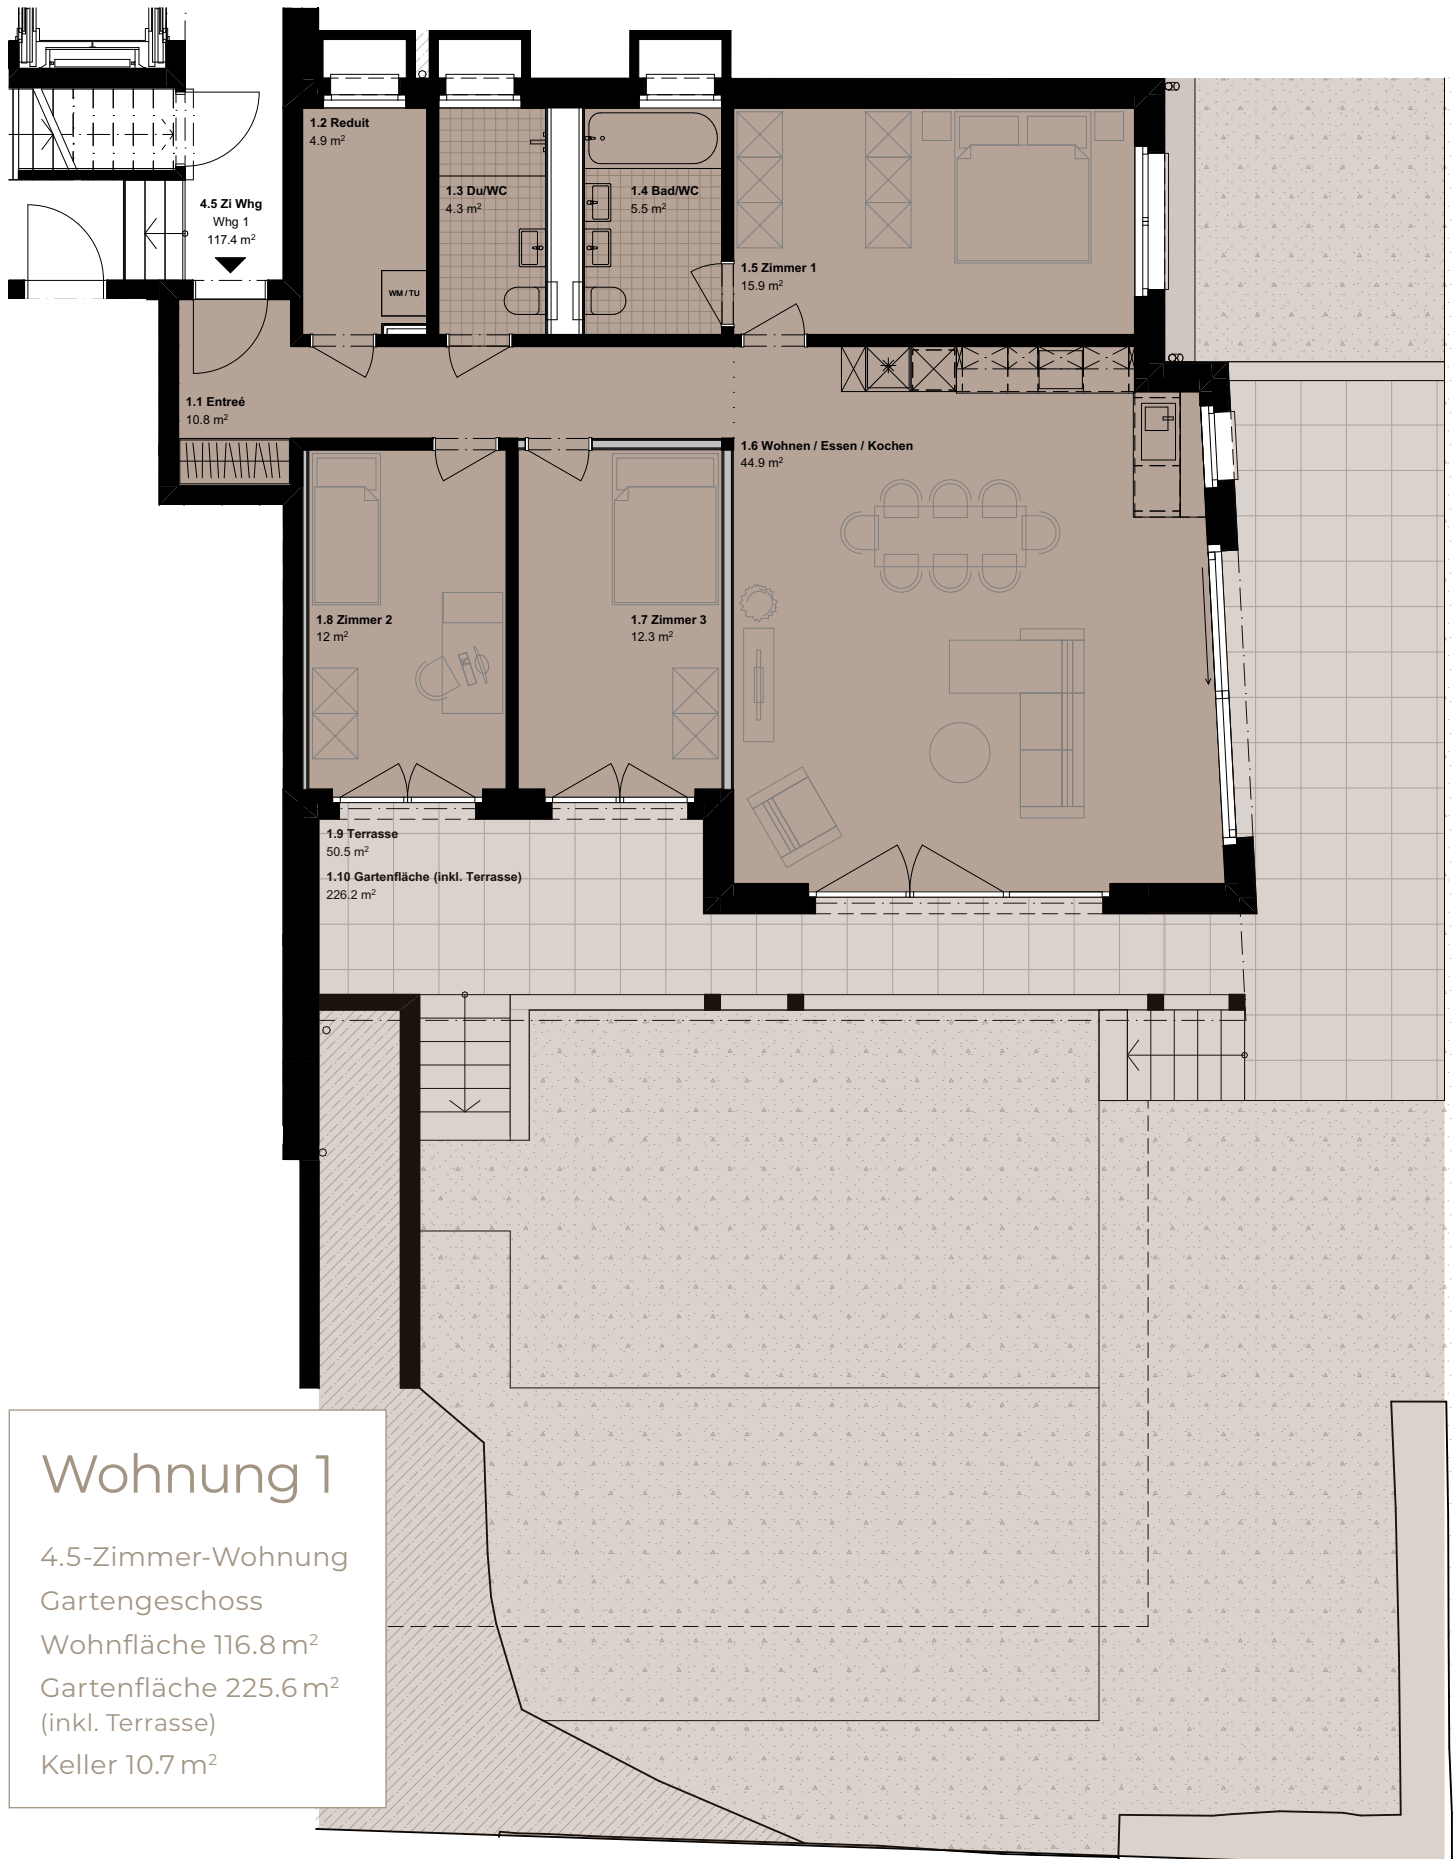 1.2 Reduit
4.9 m²
4.5 Zi Whg
Whg 1
117.4 m²
WM / TU
1.3 Du/WC
4.3 m²
1.4 Bad/WC
5.5 m²
1.5 Zimmer 1
15.9 m²
1.1 Entreé
10.8 m²
1.6 Wohnen / Essen / Kochen
44.9 m²
1.8 Zimmer 2
12 m²
1.7 Zimmer 3
12.3 m²
1.9 Terrasse
50.5 m²
1.10 Gartenfläche (inkl. Terrasse)
226.2 m²
Wohnung 1
4.5-Zimmer-Wohnung
Gartengeschoss
Wohnfläche 116.8 m²
Gartenfläche 225.6 m²
(inkl. Terrasse)
Keller 10.7 m²